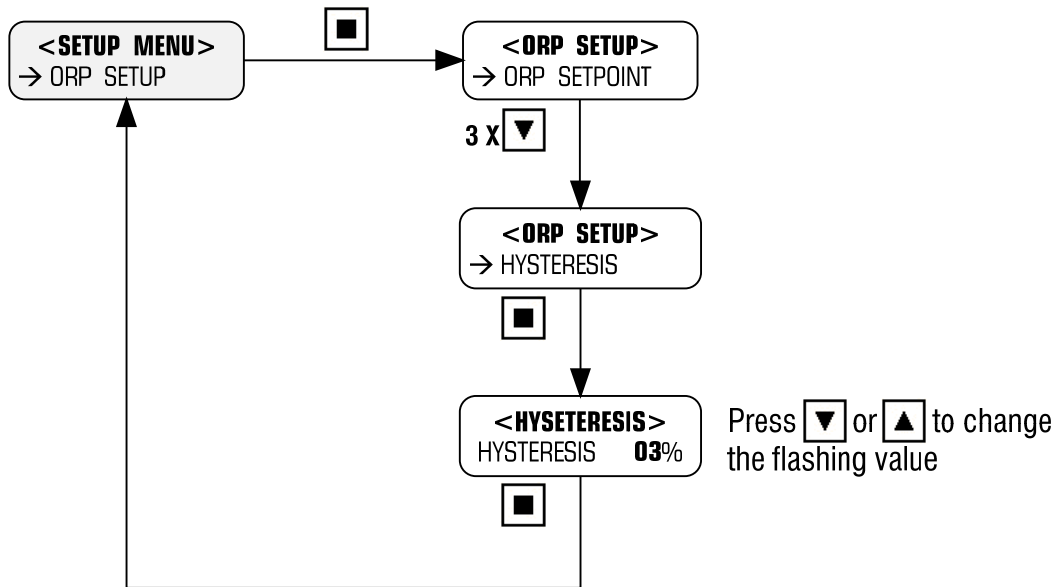 <SETUP MENU>
→ ORP SETUP
<ORP SETUP>
→ ORP SETPOINT
3 X ▼
<ORP SETUP>
→ HYSTERESIS
<HYSETERESIS>
HYSTERESIS 03%
Press ▼ or ▲ to change
the flashing value